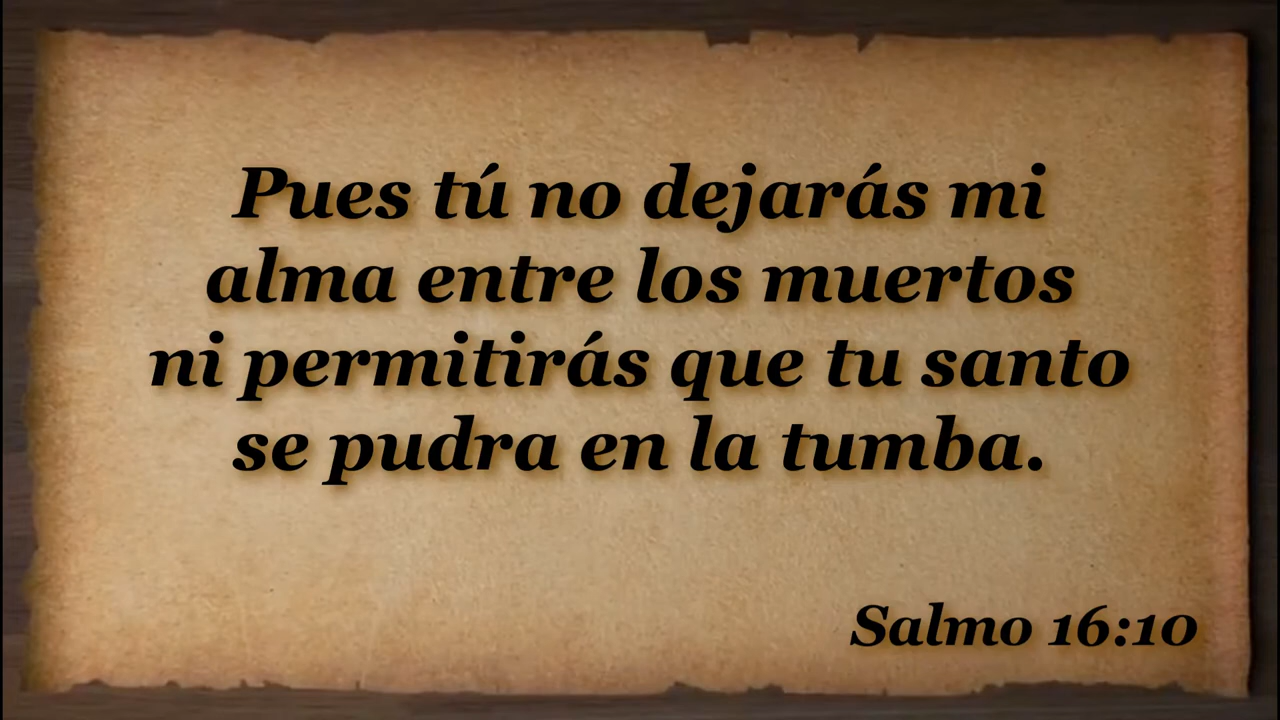 Pues tú no dejarás mi
alma entre los muertos
ni permitirás que tu santo
se pudra en la tumba.
Salmo 16:10